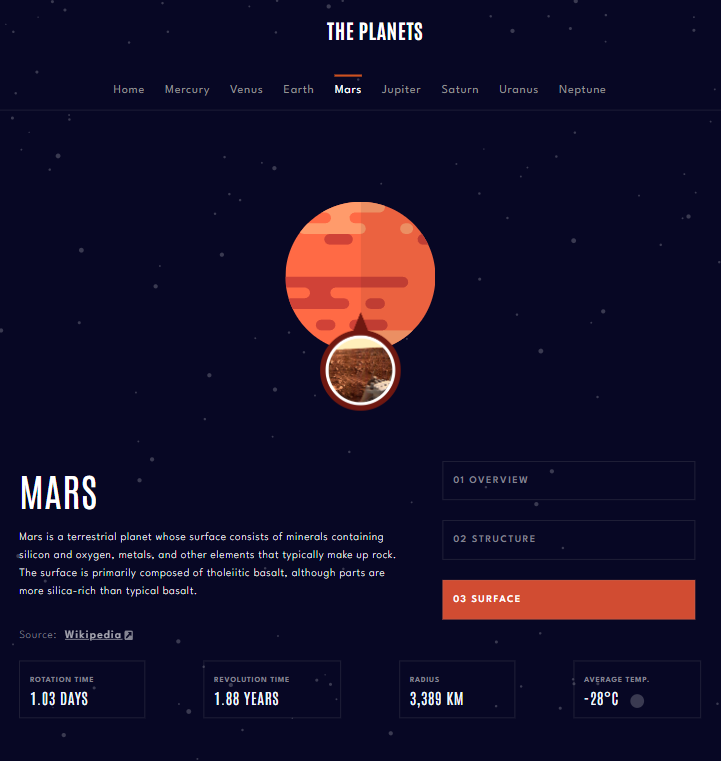 THE PLANETS
Home Mercury Venus Earth Mars Jupiter Saturn Uranus Neptune
MARS
Mars is a terrestrial planet whose surface consists of minerals containing
silicon and oxygen, metals, and other elements that typically make up rock.
The surface is primarily composed of tholeiitic basalt, although parts are
more silica-rich than typical basalt.
Source: Wikipedia
01 OVERVIEW
02 STRUCTURE
03 SURFACE
ROTATION TIME
1.03 DAYS
REVOLUTION TIME
1.88 YEARS
RADIUS
3,389 KM
AVERAGE TEMP.
-28°C